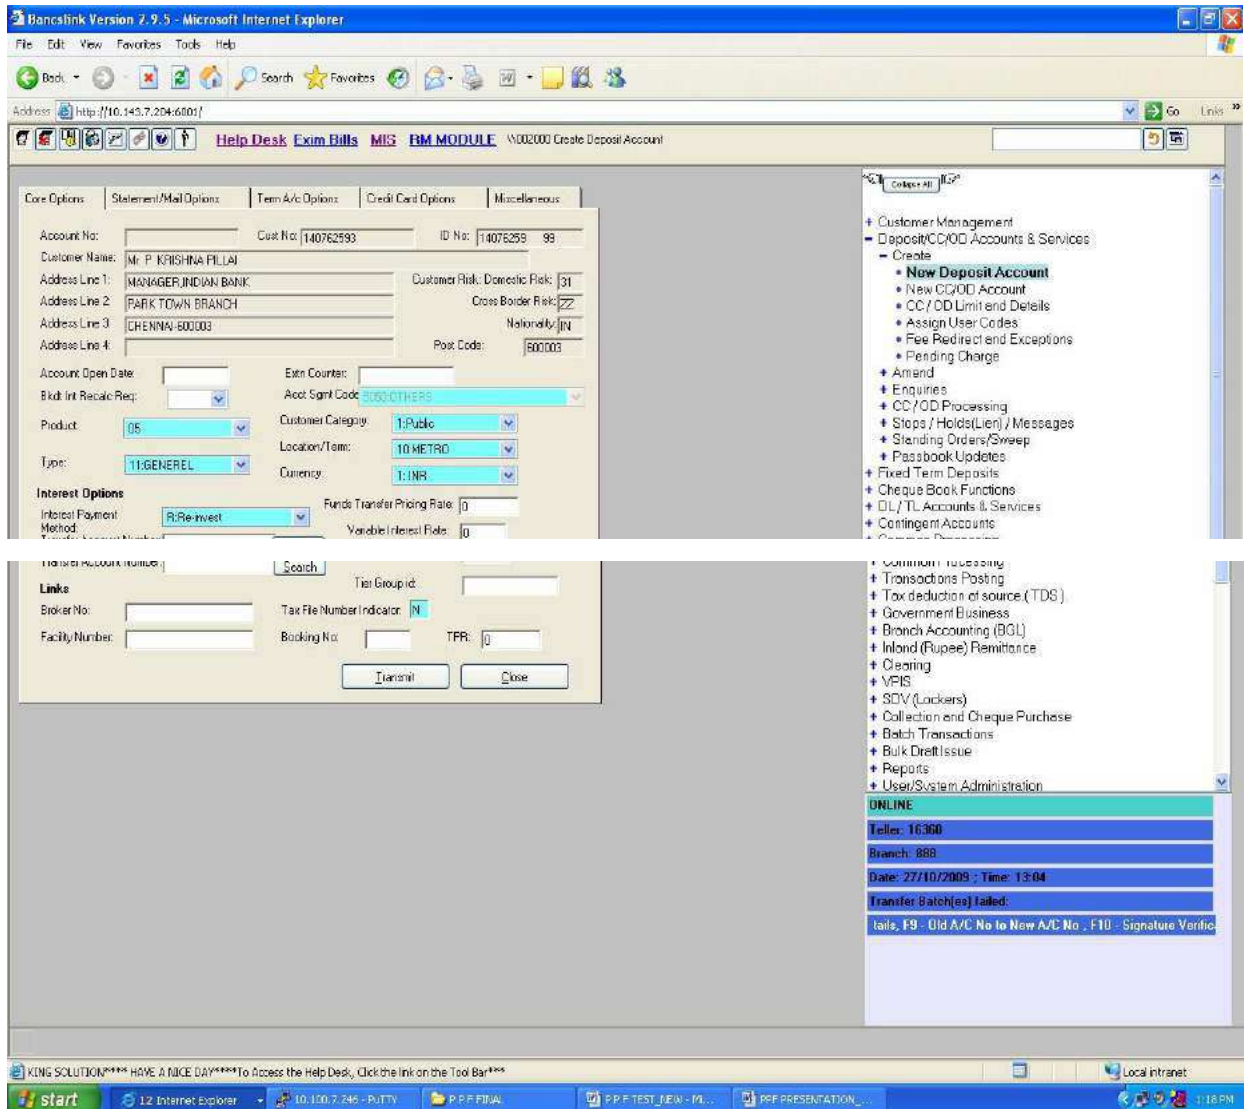 Bancslink Version 2.9.5 - Microsoft Internet Explorer
File Edit View Favorites Tools Help
Back Search Favorites
Address http://10.143.7.204:6001/ Go Links
Help Desk Exim Bills MIS RM MODULE \\002000 Create Deposit Account
Core Options Statement/Mail Options Term A/c Options Credit Card Options Miscellaneous
Account No: Cust No: 140762593 ID No: 14076259 99
Customer Name: Mr P KRISHNA PILLAI
Address Line 1: MANAGER,INDIAN BANK Customer Risk: Domestic Risk: 31
Address Line 2: PARK TOWN BRANCH Cross Border Risk: ZZ
Address Line 3: CHENNAI-600003 Nationality: IN
Address Line 4: Post Code: 600003
Account Open Date: Extn Counter:
Bkdt Int Recalc Req: Acct Sgmt Code 5050:OTHERS
Product: 05 Customer Category: 1:Public
Location/Term: 10 METRO
Type: 11:GENEREL Currency: 1:INR
Interest Options
Funds Transfer Pricing Rate: 0
Interest Payment Method: R:Re-invest
Variable Interest Rate: 0
Transfer Account Number: Search
Tier Group id:
Links
Broker No: Tax File Number Indicator: N
Facility Number: Booking No: TFR: 0
Transmit Close
Collapse All
+ Customer Management
- Deposit/CC/OD Accounts & Services
- Create
• New Deposit Account
• New CC/OD Account
• CC / OD Limit and Details
• Assign User Codes
• Fee Redirect and Exceptions
• Pending Charge
+ Amend
+ Enquiries
+ CC / OD Processing
+ Stops / Holds(Lien) / Messages
+ Standing Orders/Sweep
+ Passbook Updates
+ Fixed Term Deposits
+ Cheque Book Functions
+ DL / TL Accounts & Services
+ Contingent Accounts
+ Common Processing
+ Transactions Posting
+ Tax deduction at source.( TDS )
+ Government Business
+ Branch Accounting (BGL)
+ Inland (Rupee) Remittance
+ Clearing
+ VPIS
+ SDV (Lockers)
+ Collection and Cheque Purchase
+ Batch Transactions
+ Bulk Draft Issue
+ Reports
+ User/System Administration
ONLINE
Teller: 16360
Branch: 888
Date: 27/10/2009 ; Time: 13:04
Transfer Batch(es) failed:
tails, F9 - Old A/C No to New A/C No , F10 - Signature Verific
KING SOLUTION**** HAVE A NICE DAY****To Access the Help Desk, Click the link on the Tool Bar*** Local intranet
start 12 Internet Explorer 10.100.7.246 - PuTTY P P F FINAL P P F TEST_NEW - Mi... PPF PRESENTATION_... 1:18 PM